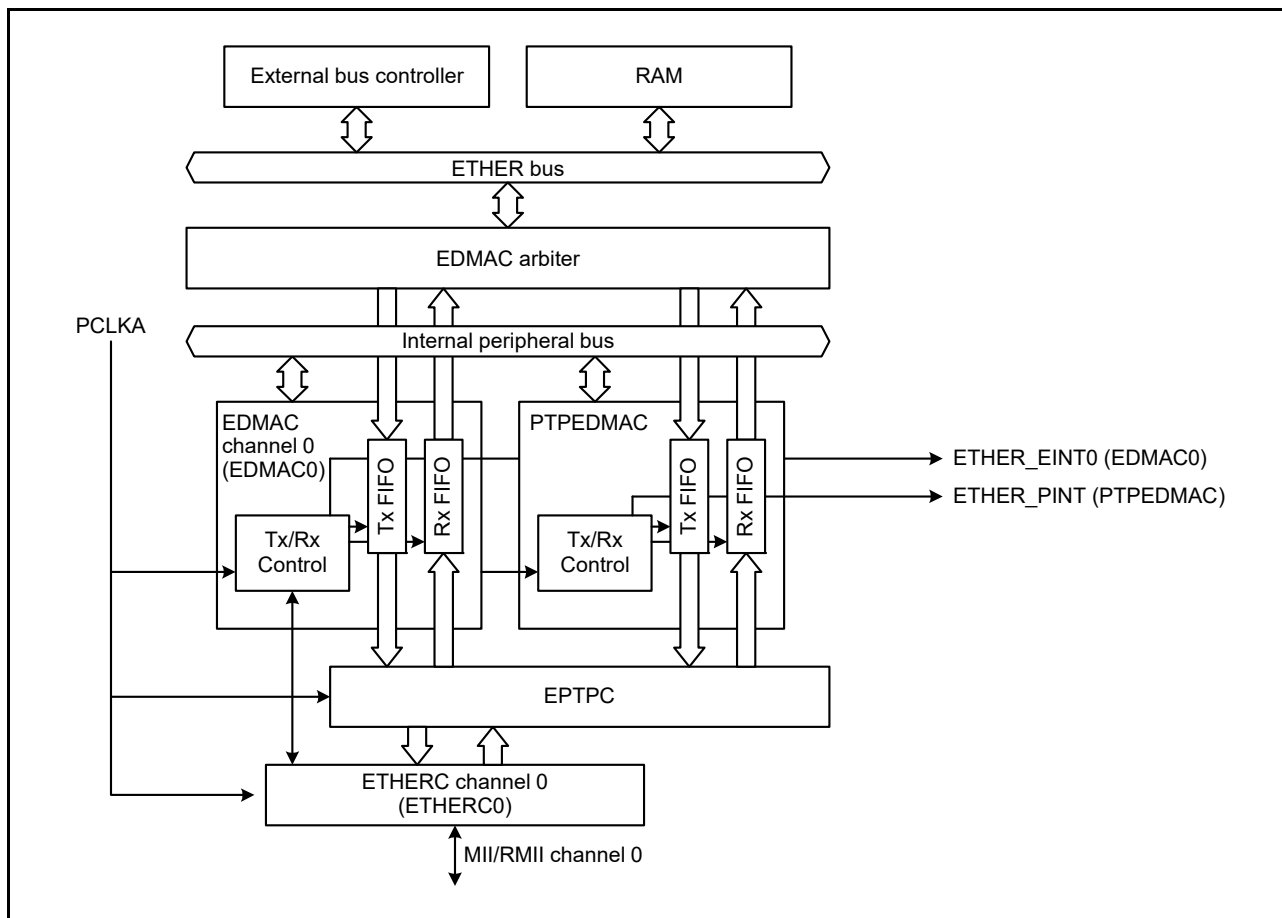 External bus controller
RAM
ETHER bus
EDMAC arbiter
PCLKA
Internal peripheral bus
EDMAC
channel 0
(EDMAC0)
Tx FIFO
Rx FIFO
Tx/Rx
Control
PTPEDMAC
Tx FIFO
Rx FIFO
Tx/Rx
Control
ETHER_EINT0 (EDMAC0)
ETHER_PINT (PTPEDMAC)
EPTPC
ETHERC channel 0
(ETHERC0)
MII/RMII channel 0